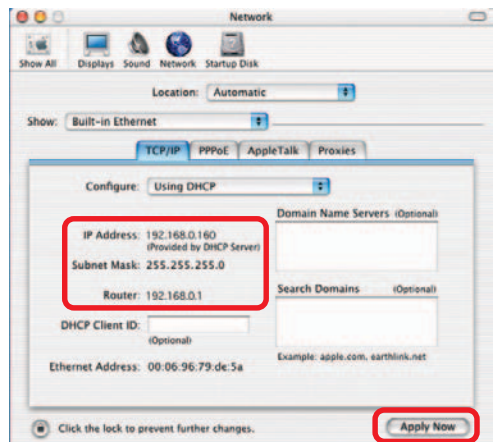 Network
Show All Displays Sound Network Startup Disk
Location: Automatic
Show: Built-in Ethernet
TCP/IP PPPoE AppleTalk Proxies
Configure: Using DHCP
Domain Name Servers (Optional)
IP Address: 192.168.0.160
(Provided by DHCP Server)
Subnet Mask: 255.255.255.0
Router: 192.168.0.1
Search Domains (Optional)
DHCP Client ID:
(Optional)
Example: apple.com, earthlink.net
Ethernet Address: 00:06:96:79:de:5a
Click the lock to prevent further changes.
Apply Now